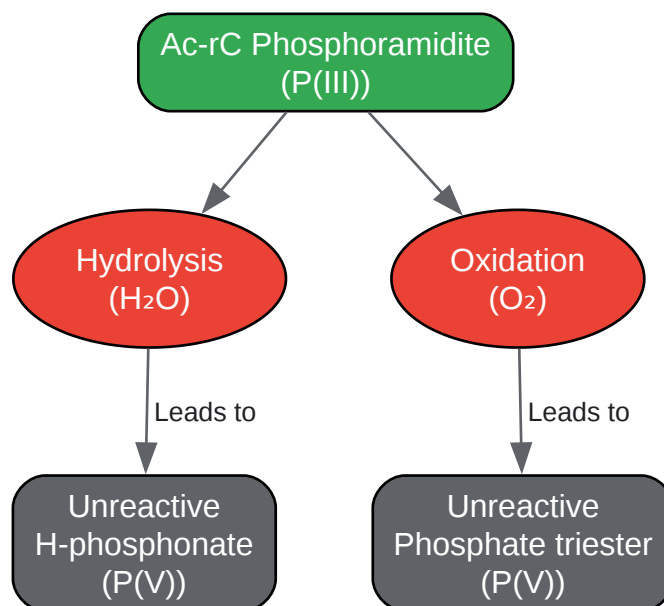 Ac-rC Phosphoramidite
(P(III))
Hydrolysis
(H₂O)
Oxidation
(O₂)
Leads to
Leads to
Unreactive
H-phosphonate
(P(V))
Unreactive
Phosphate triester
(P(V))